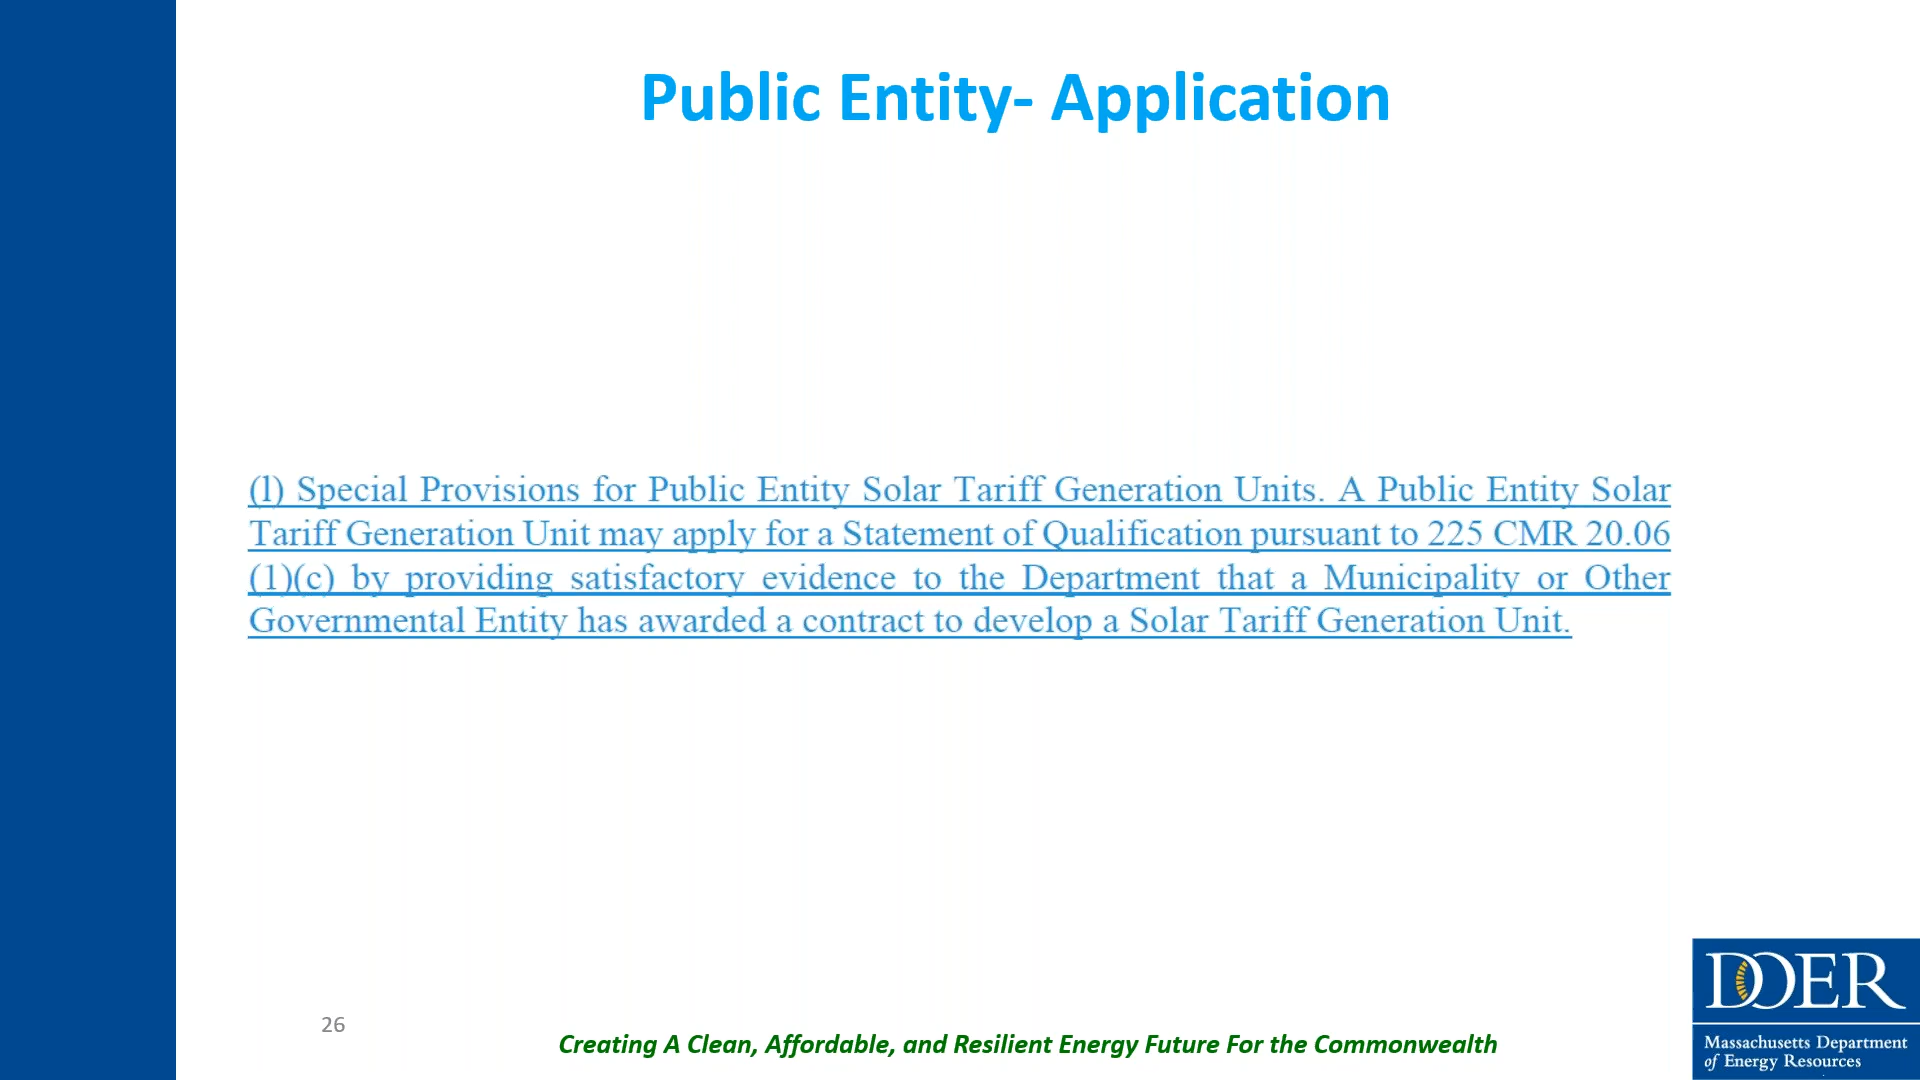 Public Entity- Application
(l) Special Provisions for Public Entity Solar Tariff Generation Units. A Public Entity Solar
Tariff Generation Unit may apply for a Statement of Qualification pursuant to 225 CMR 20.06
(1)(c) by providing satisfactory evidence to the Department that a Municipality or Other
Governmental Entity has awarded a contract to develop a Solar Tariff Generation Unit.
26
Creating A Clean, Affordable, and Resilient Energy Future For the Commonwealth
DOER
Massachusetts Department
of Energy Resources